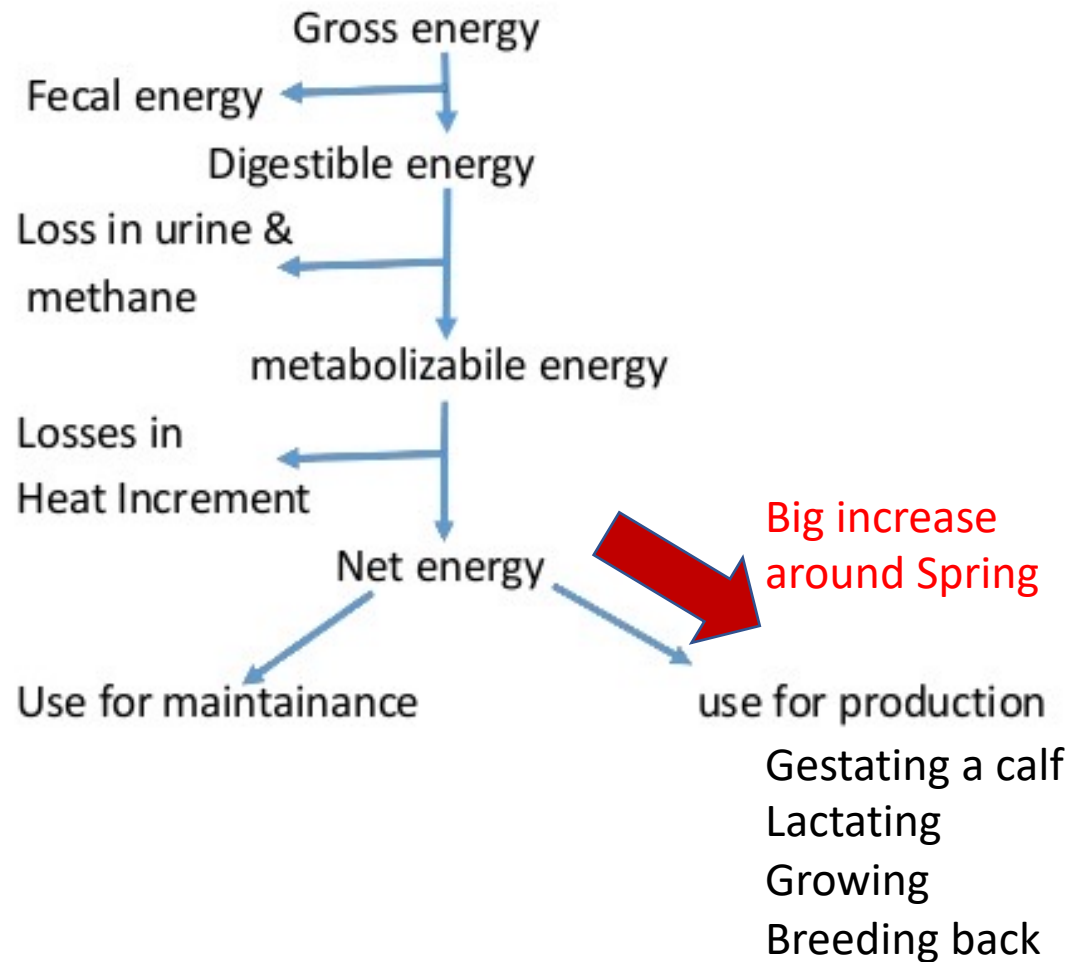 Gross energy
Fecal energy
Digestible energy
Loss in urine &
methane
metabolizabile energy
Losses in
Heat Increment
Big increase
around Spring
Net energy
Use for maintainance
use for production
Gestating a calf
Lactating
Growing
Breeding back